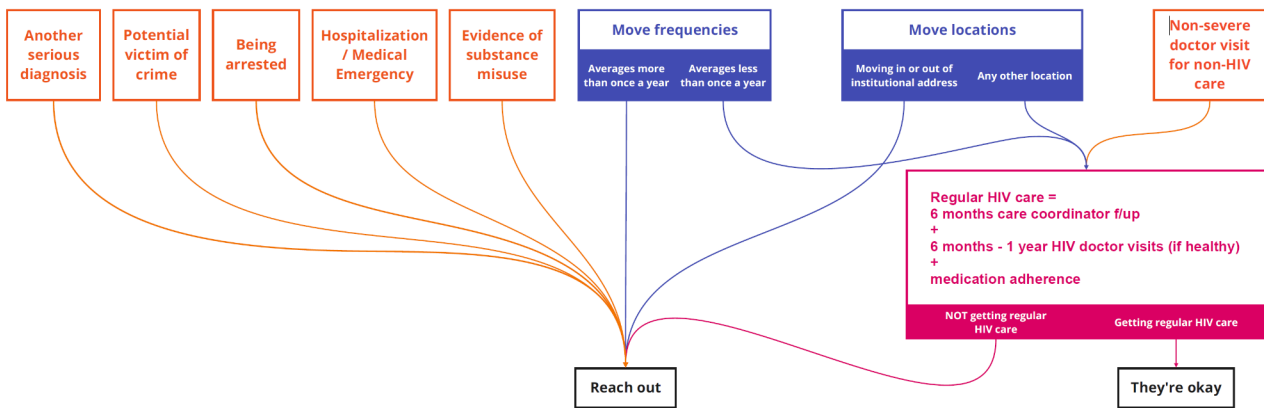 Another
serious
diagnosis
Potential
victim of
crime
Being
arrested
Hospitalization
/ Medical
Emergency
Evidence of
substance
misuse
Move frequencies
Averages more
than once a year
Averages less
than once a year
Move locations
Moving in or out of
institutional address
Any other location
Non-severe
doctor visit
for non-HIV
care
Regular HIV care =
6 months care coordinator f/up
+
6 months - 1 year HIV doctor visits (if healthy)
+
medication adherence
NOT getting regular
HIV care
Getting regular HIV care
Reach out
They're okay